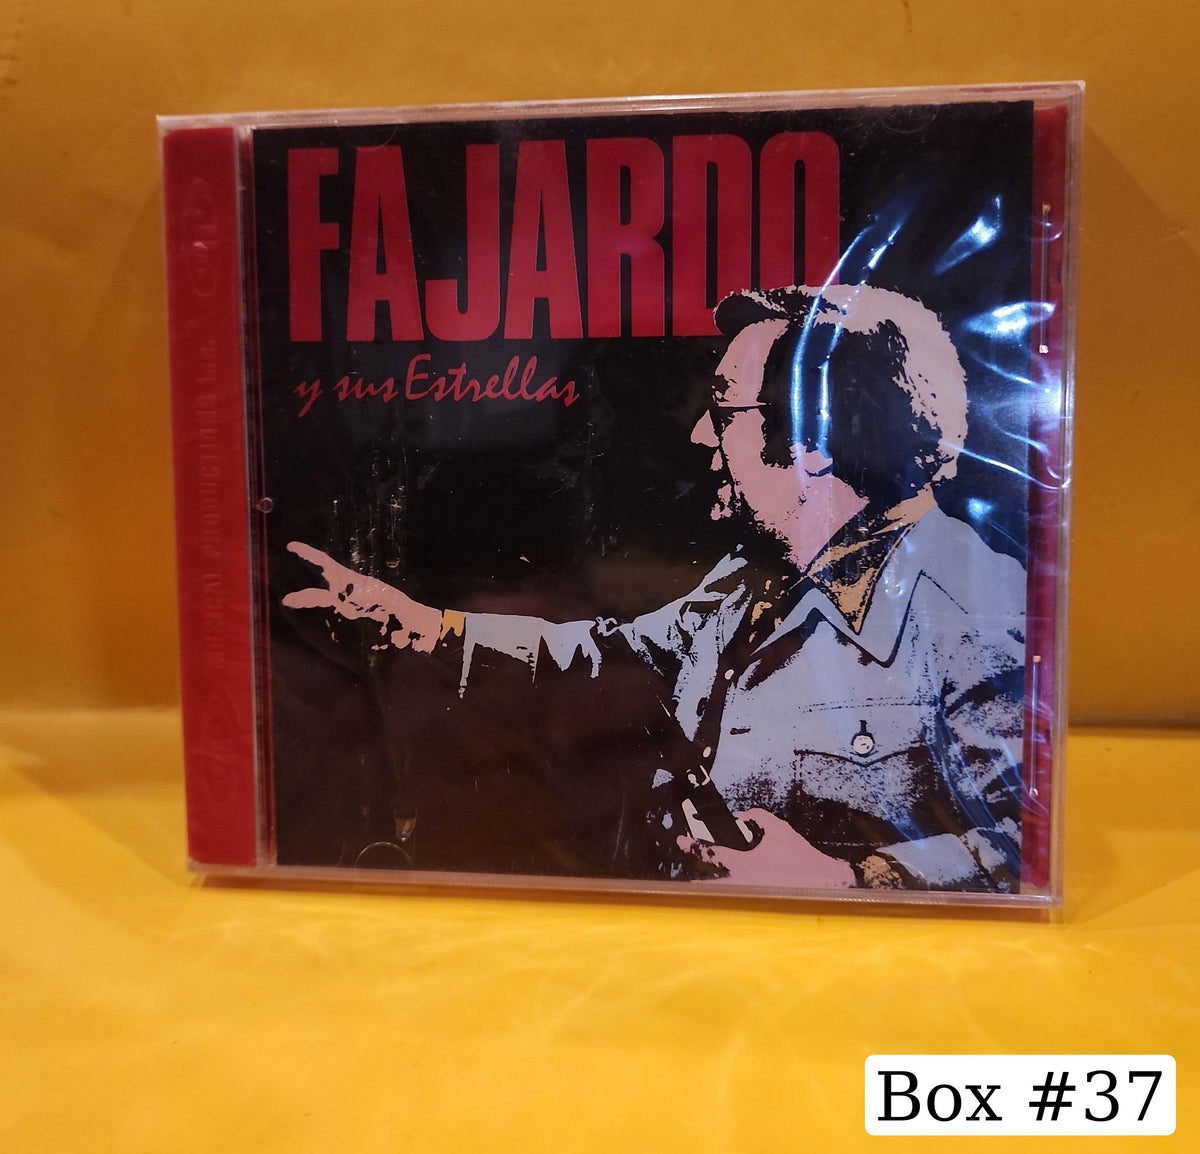 FAJARDO
y sus Estrellas
Box #37